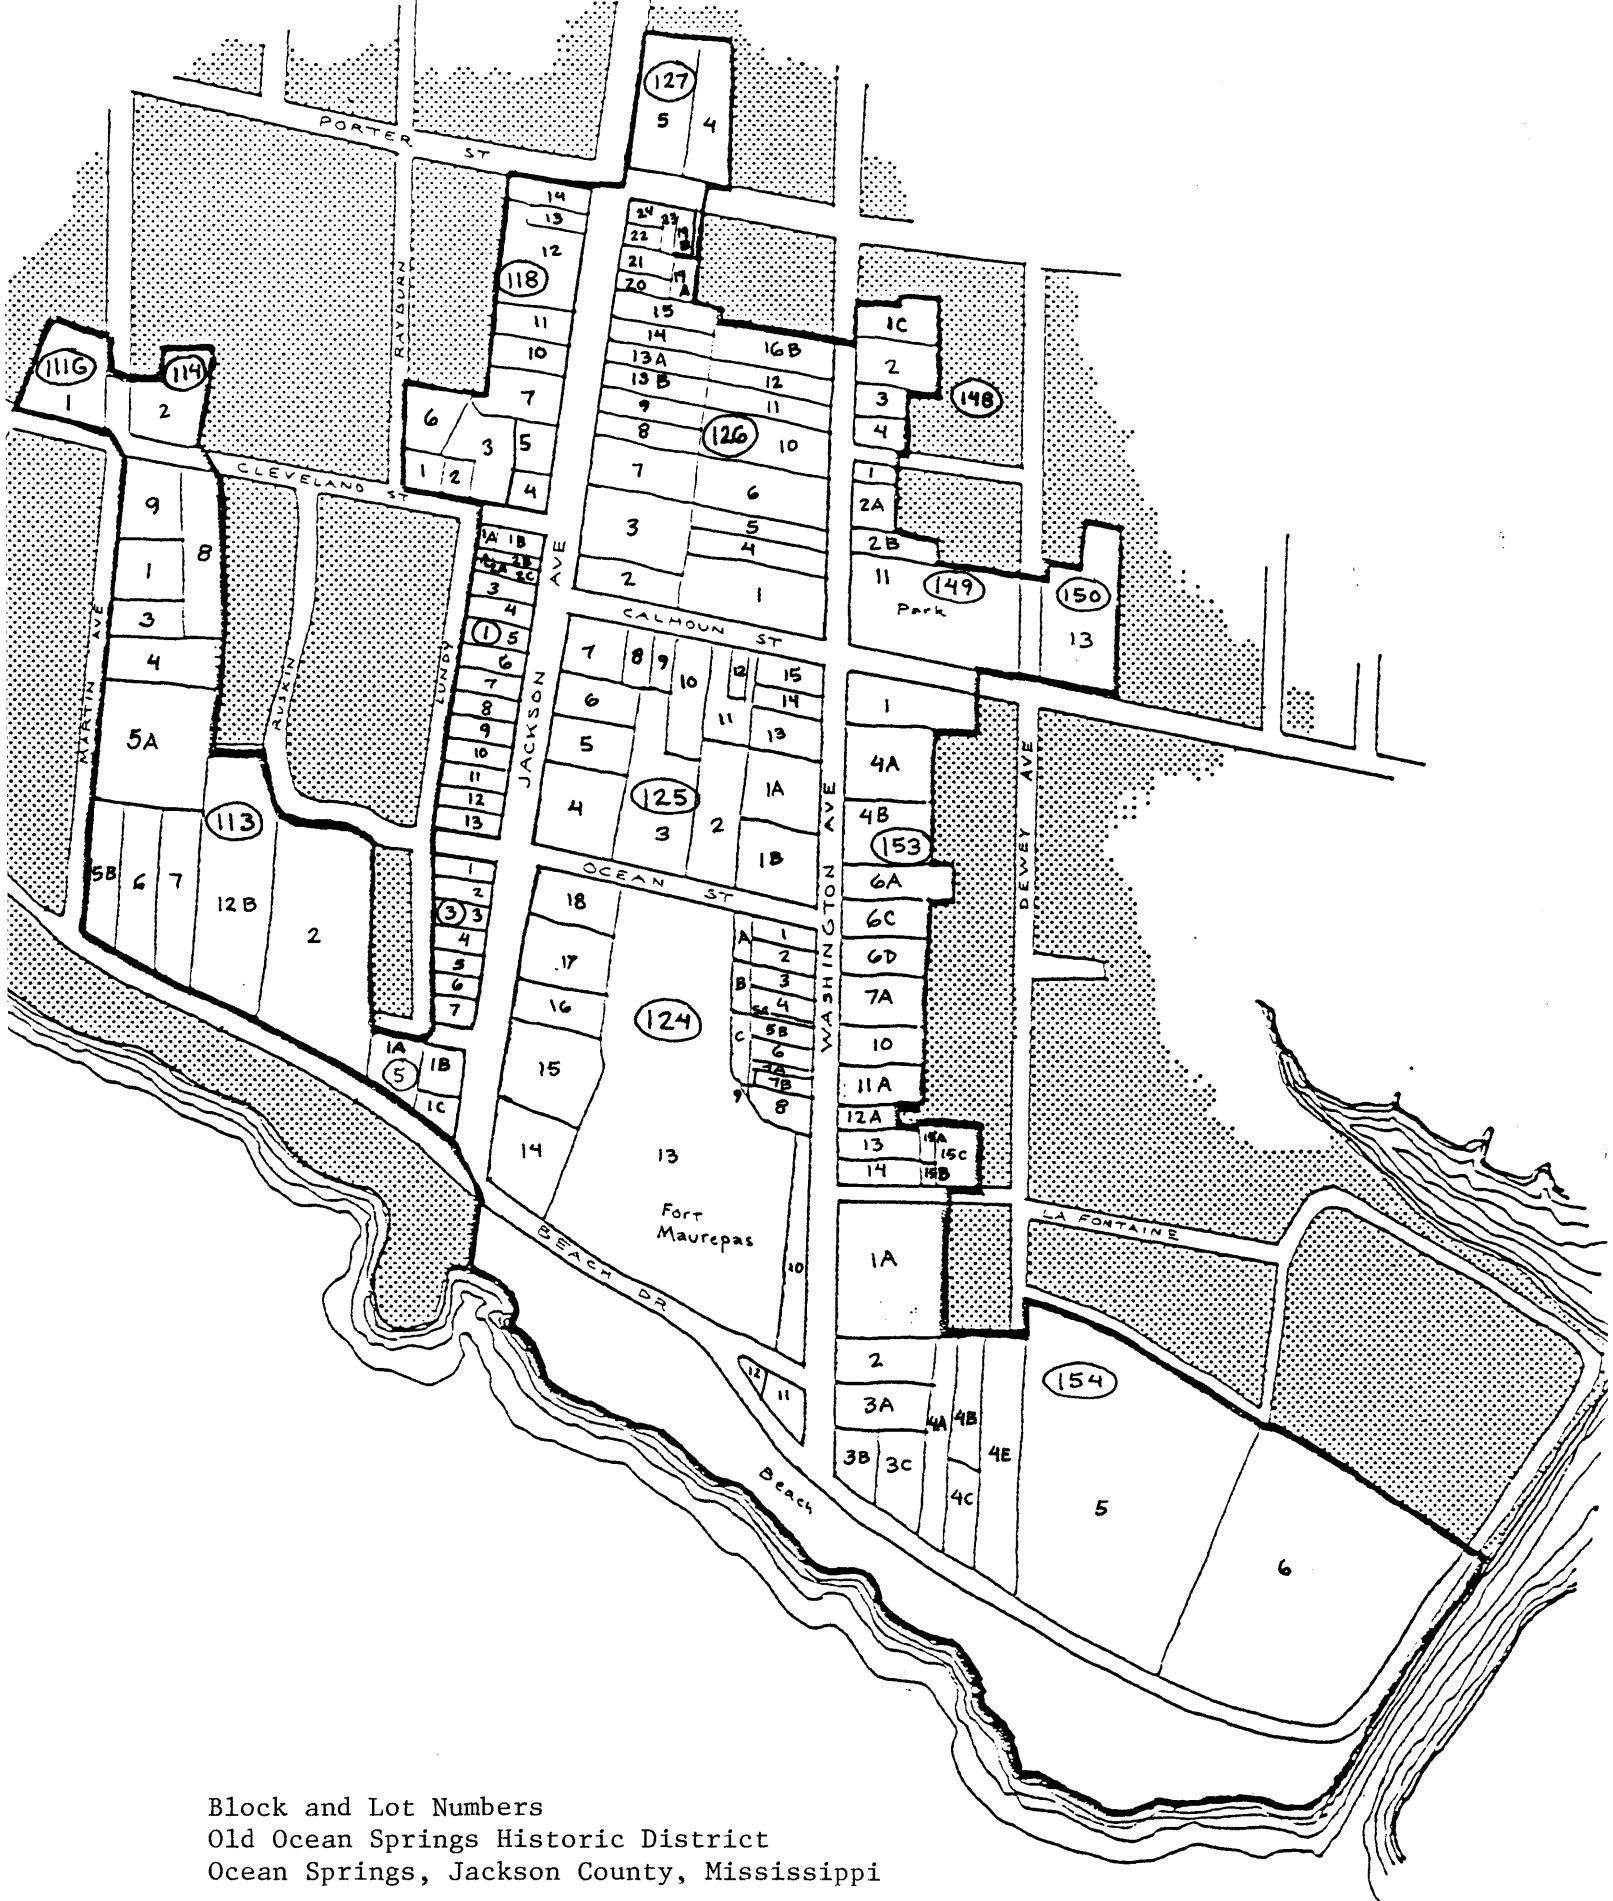 127
5 4
PORTER ST
14
13
12
118
11
10
7
6
3 5
1 2
4
RAYBURN
24 23
22 19 B
21 19 A
20
15
14
13A
13B
9
8
7
3
2
16B
12
11
126 10
6
5
4
1
1C
2
3
148
4
1
2A
2B
11 149
Park
150
13
111G
1
114
2
CLEVELAND ST
9
8
1
3
4
5A
113
5B 6 7 12B 2
MARTIN AVE
RUSKIN
LUNDY
JACKSON AVE
1A 1B
2B
2A 2C
3
4
1 5
6
7
8
9
10
11
12
13
CALHOUN ST
7 8 9 10 12 15
6 11 14
5 13
4 125 1A
3 2 1B
OCEAN ST
WASHINGTON AVE
DEWEY AVE
1
4A
4B
153
6A
6C
6D
7A
10
11A
12A
13 15A 15C
14 15B
1
2
3 3
4
5
6
7
1A 1B
5
1C
18
17
16
15
14
124
13
Fort
Maurepas
A 1
2
B 3
4
5A
C 5B
6
7A
7B
9 8
10
12 11
BEACH DR
Beach
LA FONTAINE
1A
2
3A
3B 3C
4A 4B
4C
4E
154
5
6
Block and Lot Numbers
Old Ocean Springs Historic District
Ocean Springs, Jackson County, Mississippi